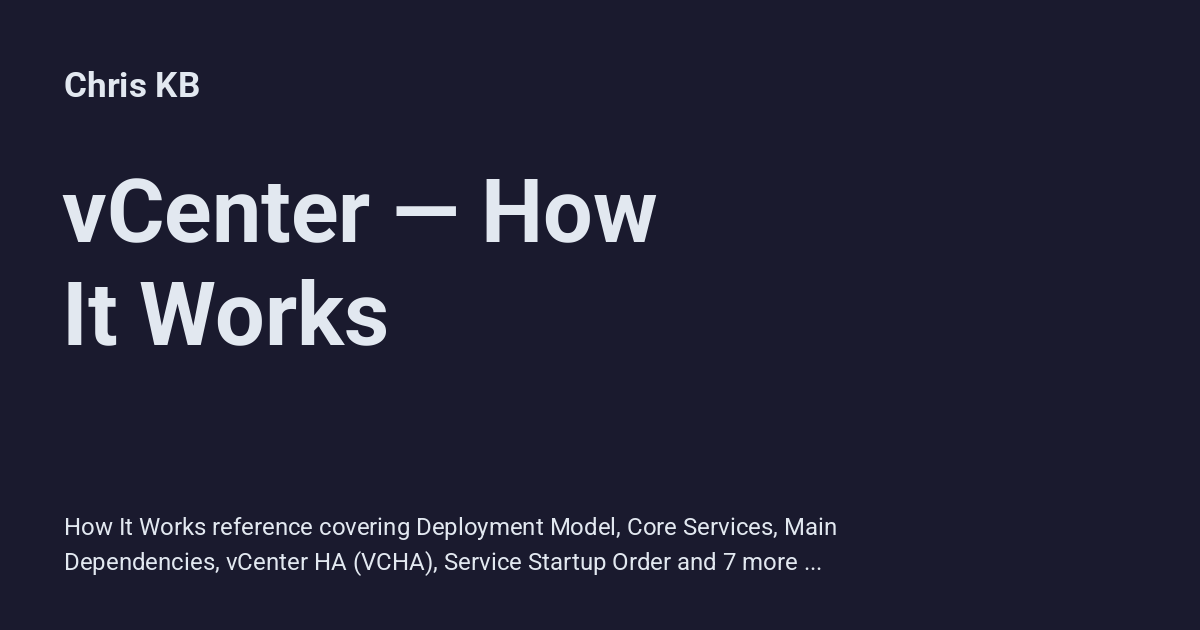 Chris KB
vCenter — How
It Works
How It Works reference covering Deployment Model, Core Services, Main
Dependencies, vCenter HA (VCHA), Service Startup Order and 7 more ...